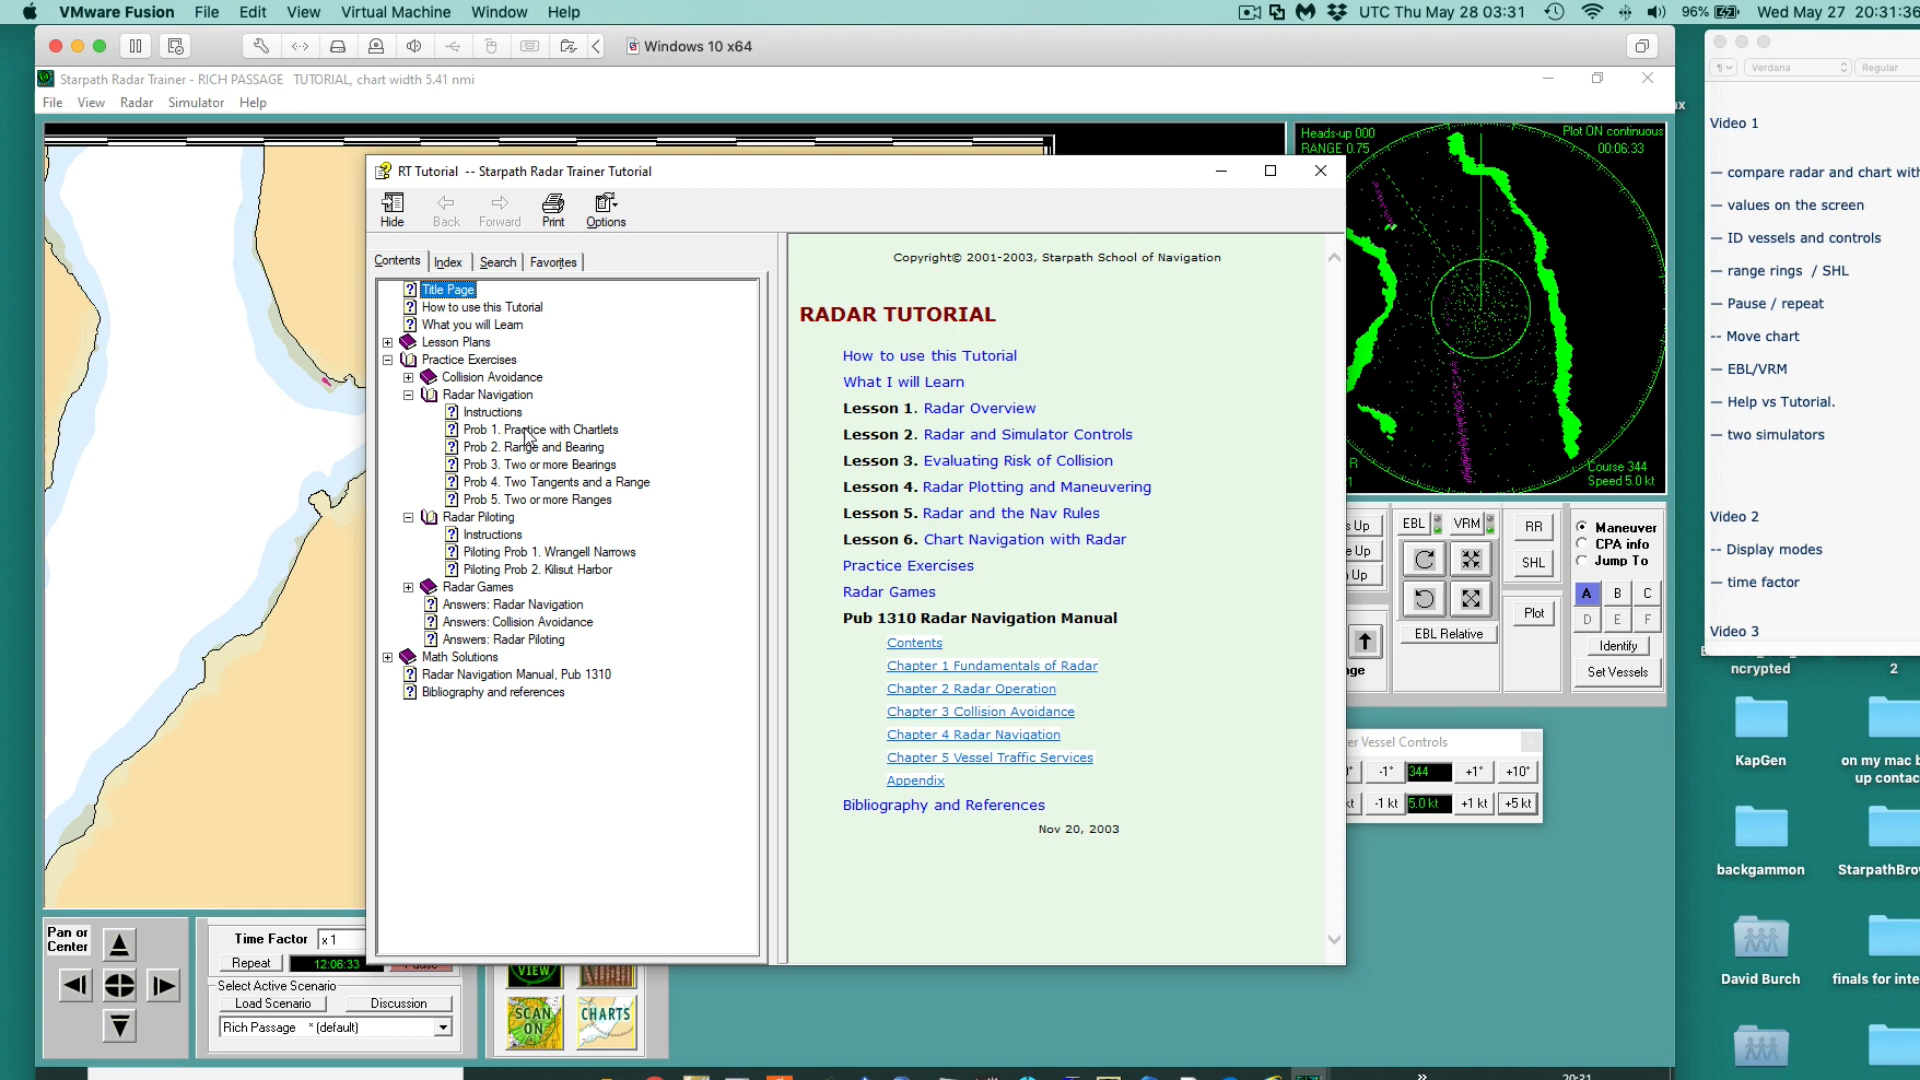 VMware Fusion File Edit View Virtual Machine Window Help UTC Thu May 28 03:31 96% Wed May 27 20:31:36
Windows 10 x64
Starpath Radar Trainer - RICH PASSAGE TUTORIAL, chart width 5.41 nmi
File View Radar Simulator Help
Heads-up 000
RANGE 0.75
Plot ON continuous
00:06:33
Course 344
Speed 5.0 kt
RT Tutorial -- Starpath Radar Trainer Tutorial
Hide Back Forward Print Options
Contents Index Search Favorites
Title Page
How to use this Tutorial
What you will Learn
Lesson Plans
Practice Exercises
Collision Avoidance
Radar Navigation
Instructions
Prob 1. Practice with Chartlets
Prob 2. Range and Bearing
Prob 3. Two or more Bearings
Prob 4. Two Tangents and a Range
Prob 5. Two or more Ranges
Radar Piloting
Instructions
Piloting Prob 1. Wrangell Narrows
Piloting Prob 2. Kilisut Harbor
Radar Games
Answers: Radar Navigation
Answers: Collision Avoidance
Answers: Radar Piloting
Math Solutions
Radar Navigation Manual, Pub 1310
Bibliography and references
Copyright© 2001-2003, Starpath School of Navigation
RADAR TUTORIAL
How to use this Tutorial
What I will Learn
Lesson 1. Radar Overview
Lesson 2. Radar and Simulator Controls
Lesson 3. Evaluating Risk of Collision
Lesson 4. Radar Plotting and Maneuvering
Lesson 5. Radar and the Nav Rules
Lesson 6. Chart Navigation with Radar
Practice Exercises
Radar Games
Pub 1310 Radar Navigation Manual
Contents
Chapter 1 Fundamentals of Radar
Chapter 2 Radar Operation
Chapter 3 Collision Avoidance
Chapter 4 Radar Navigation
Chapter 5 Vessel Traffic Services
Appendix
Bibliography and References
Nov 20, 2003
s Up
e Up
Up
EBL VRM
EBL Relative
RR
SHL
Plot
Maneuver
CPA info
Jump To
A B C
D E F
Identify
Set Vessels
nge
er Vessel Controls
-1° 344 +1° +10°
kt -1 kt 5.0 kt +1 kt +5 kt
Pan or
Center
Time Factor x 1
Repeat 12:06:33
Select Active Scenario
Load Scenario Discussion
Rich Passage * (default)
VIEW
SCAN
ON
CHARTS
20:31
Verdana Regular
Video 1
— compare radar and chart with
— values on the screen
— ID vessels and controls
— range rings / SHL
— Pause / repeat
-- Move chart
— EBL/VRM
— Help vs Tutorial.
— two simulators
Video 2
-- Display modes
— time factor
Video 3
ncrypted 2
KapGen
on my mac b
up contac
backgammon StarpathBro
David Burch finals for inte